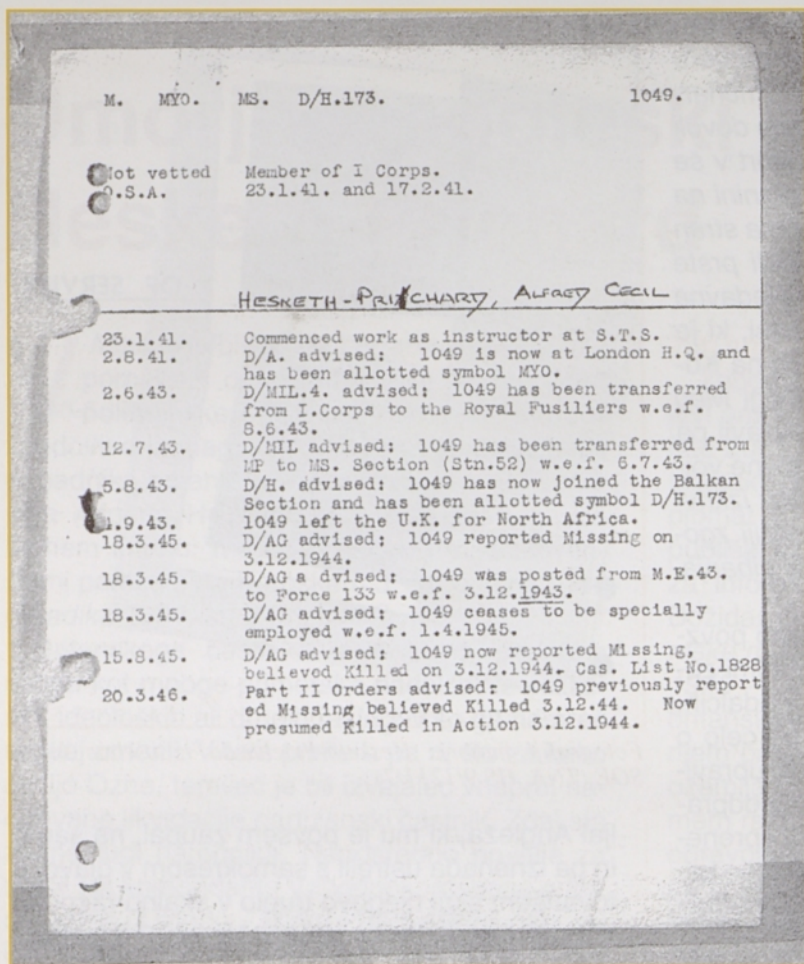 M. MYO. MS. D/H.173. 1049.
Not vetted Member of I Corps.
O.S.A. 23.1.41. and 17.2.41.
HESKETH-PRITCHARD, ALFRED CECIL
23.1.41. Commenced work as instructor at S.T.S.
2.8.41. D/A. advised: 1049 is now at London H.Q. and
has been allotted symbol MYO.
2.6.43. D/MIL.4. advised: 1049 has been transferred
from I.Corps to the Royal Fusiliers w.e.f.
8.6.43.
12.7.43. D/MIL advised: 1049 has been transferred from
MP to MS. Section (Stn.52) w.e.f. 6.7.43.
5.8.43. D/H. advised: 1049 has now joined the Balkan
Section and has been allotted symbol D/H.173.
.9.43. 1049 left the U.K. for North Africa.
18.3.45. D/AG advised: 1049 reported Missing on
3.12.1944.
18.3.45. D/AG a dvised: 1049 was posted from M.E.43.
to Force 133 w.e.f. 3.12.1943.
18.3.45. D/AG advised: 1049 ceases to be specially
employed w.e.f. 1.4.1945.
15.8.45. D/AG advised: 1049 now reported Missing,
believed Killed on 3.12.1944. Cas. List No.1828
20.3.46. Part II Orders advised: 1049 previously report
ed Missing believed Killed 3.12.44. Now
presumed Killed in Action 3.12.1944.